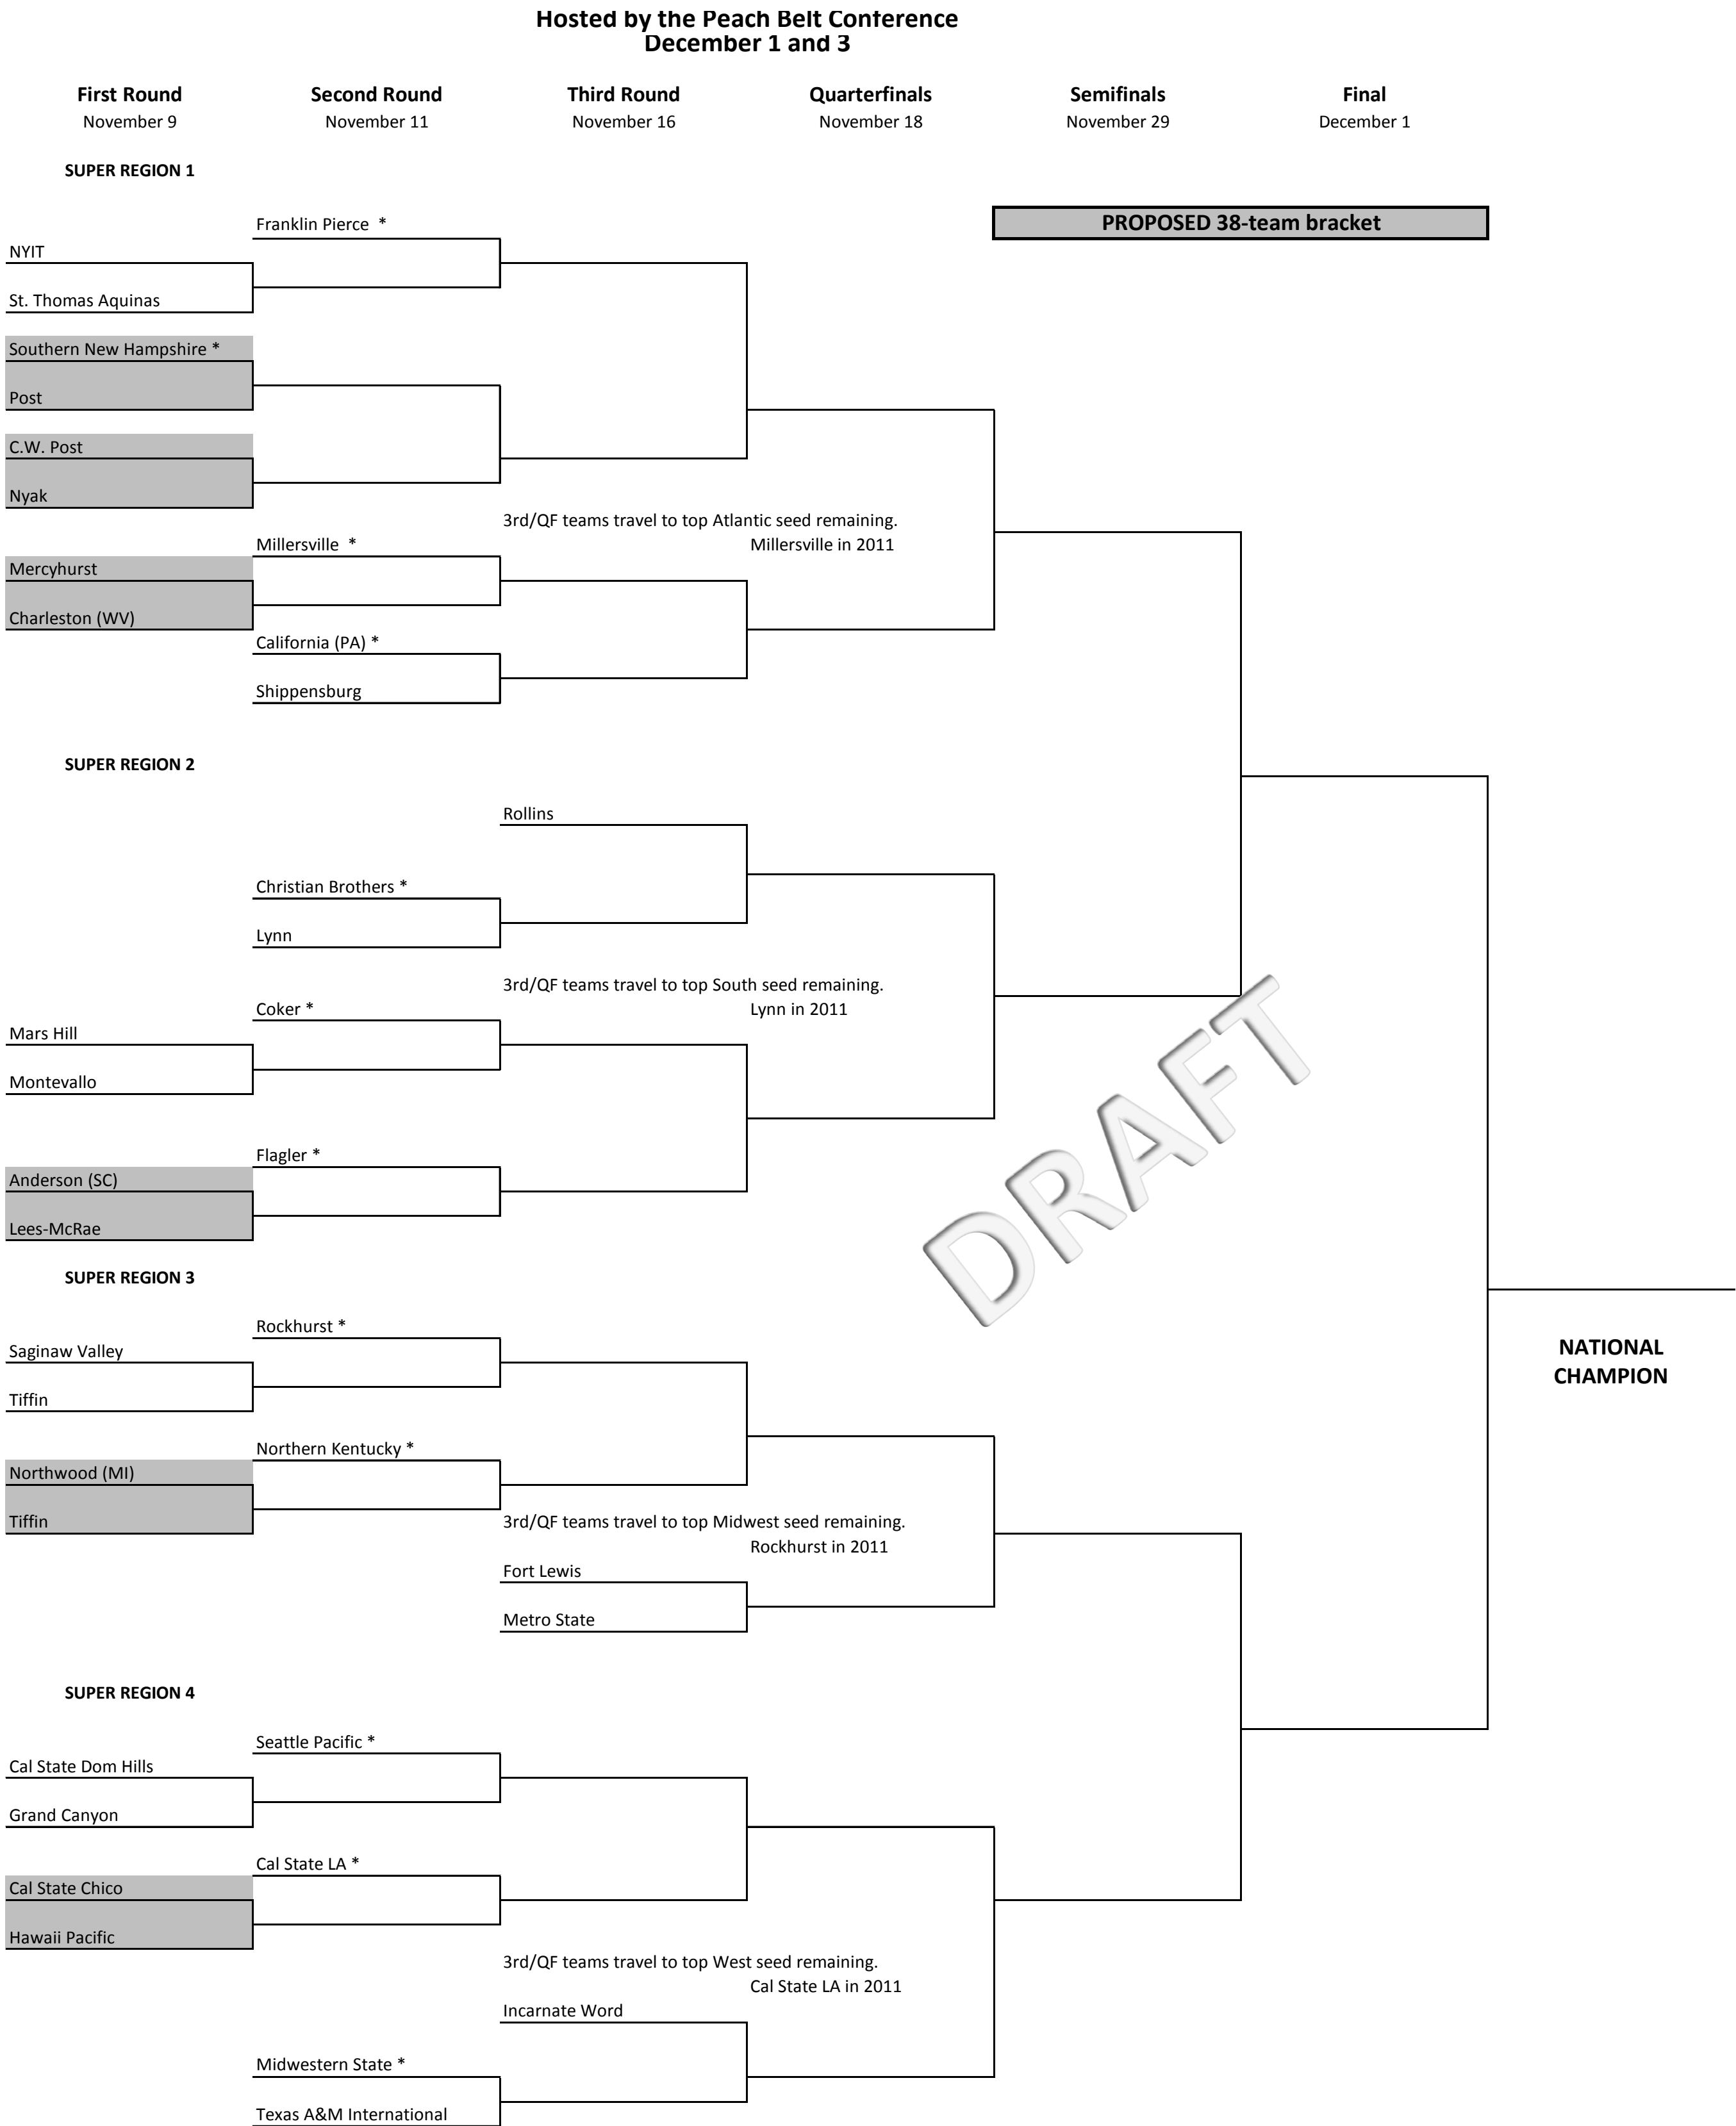 Hosted by the Peach Belt Conference
December 1 and 3
First Round Second Round Third Round Quarterfinals Semifinals Final
November 9 November 11 November 16 November 18 November 29 December 1
SUPER REGION 1
Franklin Pierce *
PROPOSED 38-team bracket
NYIT
St. Thomas Aquinas
Southern New Hampshire *
Post
C.W. Post
Nyak
3rd/QF teams travel to top Atlantic seed remaining.
Millersville *
Millersville in 2011
Mercyhurst
Charleston (WV)
California (PA) *
Shippensburg
SUPER REGION 2
Rollins
Christian Brothers *
Lynn
3rd/QF teams travel to top South seed remaining.
Coker *
Lynn in 2011
Mars Hill
Montevallo
Flagler *
Anderson (SC)
Lees-McRae
DRAFT
SUPER REGION 3
Rockhurst *
Saginaw Valley
Tiffin
NATIONAL
CHAMPION
Northern Kentucky *
Northwood (MI)
Tiffin
3rd/QF teams travel to top Midwest seed remaining.
Rockhurst in 2011
Fort Lewis
Metro State
SUPER REGION 4
Seattle Pacific *
Cal State Dom Hills
Grand Canyon
Cal State LA *
Cal State Chico
Hawaii Pacific
3rd/QF teams travel to top West seed remaining.
Cal State LA in 2011
Incarnate Word
Midwestern State *
Texas A&M International